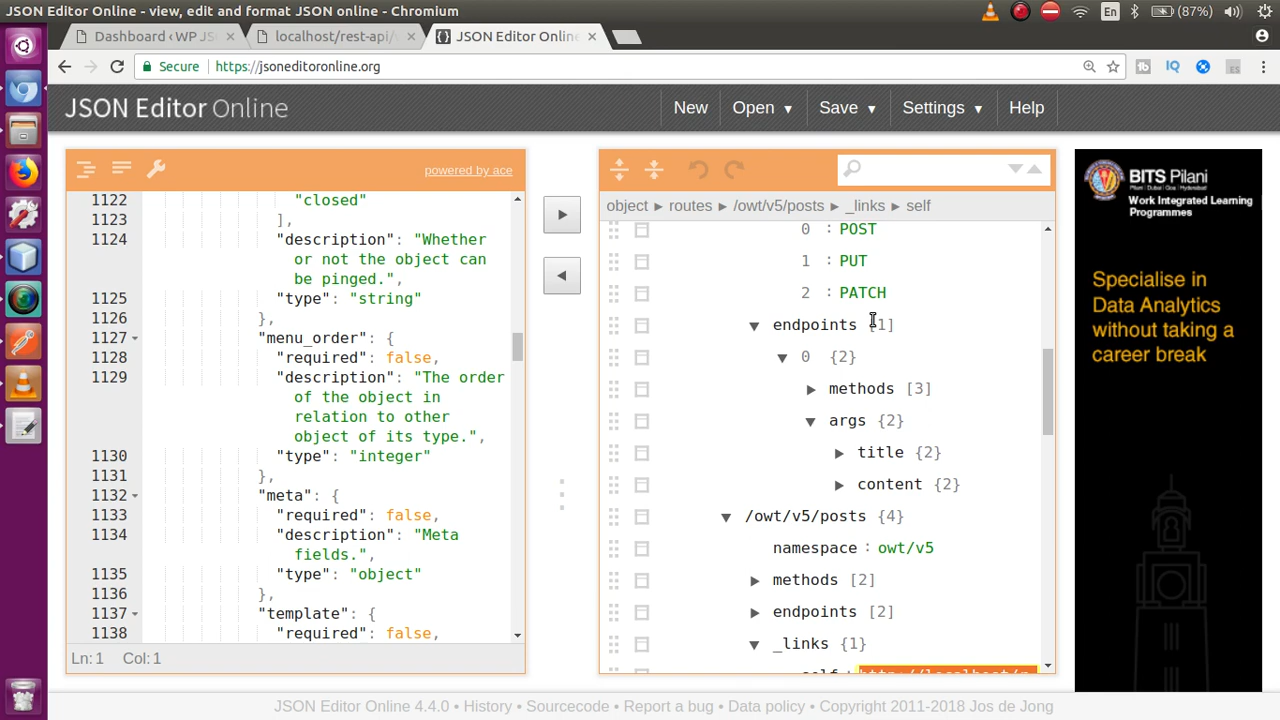 JSON Editor Online - view, edit and format JSON online - Chromium
En
(87%)
Dashboard ‹ WP JS
localhost/rest-api/
JSON Editor Onlin
Secure
https://jsoneditoronline.org
IQ
ES
JSON Editor Online
New
Open
Save
Settings
Help
powered by ace
1122 "closed"
1123 ],
1124 "description": "Whether
or not the object can
be pinged.",
1125 "type": "string"
1126 },
1127 "menu_order": {
1128 "required": false,
1129 "description": "The order
of the object in
relation to other
object of its type.",
1130 "type": "integer"
1131 },
1132 "meta": {
1133 "required": false,
1134 "description": "Meta
fields.",
1135 "type": "object"
1136 },
1137 "template": {
1138 "required": false,
Ln: 1 Col: 1
object ► routes ► /owt/v5/posts ► _links ► self
0 : POST
1 : PUT
2 : PATCH
endpoints [1]
0 {2}
methods [3]
args {2}
title {2}
content {2}
/owt/v5/posts {4}
namespace : owt/v5
methods [2]
endpoints [2]
_links {1}
BITS Pilani
Pilani | Dubai | Goa | Hyderabad
Work Integrated Learning
Programmes
Specialise in
Data Analytics
without taking a
career break
JSON Editor Online 4.4.0 • History • Sourcecode • Report a bug • Data policy • Copyright 2011-2018 Jos de Jong